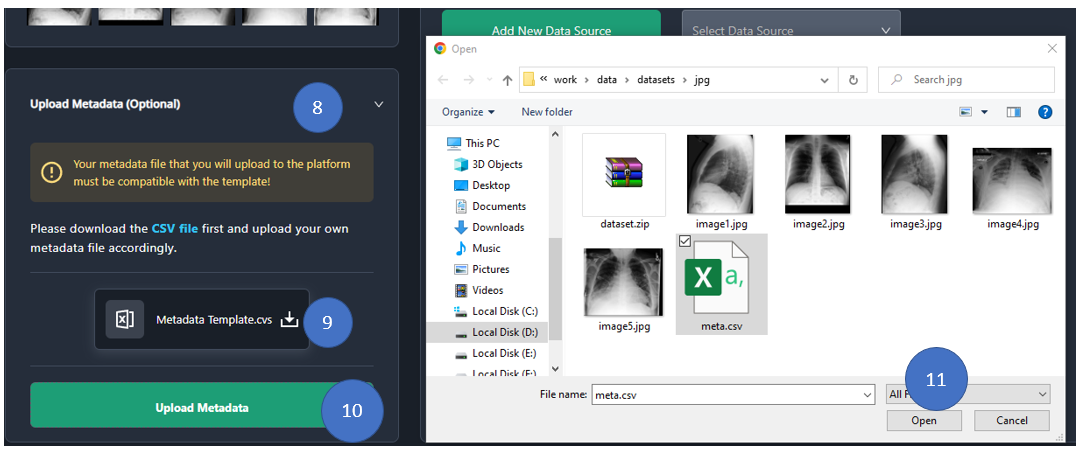 Add New Data Source
Select Data Source
Upload Metadata (Optional)
8
Your metadata file that you will upload to the platform
must be compatible with the template!
Please download the CSV file first and upload your own
metadata file accordingly.
Metadata Template.cvs
9
Upload Metadata
10
Open
« work › data › datasets › jpg
Search jpg
Organize
New folder
This PC
3D Objects
Desktop
Documents
Downloads
Music
Pictures
Videos
Local Disk (C:)
Local Disk (D:)
Local Disk (E:)
Local Disk (E:)
dataset.zip
image1.jpg
image2.jpg
image3.jpg
image4.jpg
image5.jpg
X a,
meta.csv
11
File name:
meta.csv
All
Open
Cancel